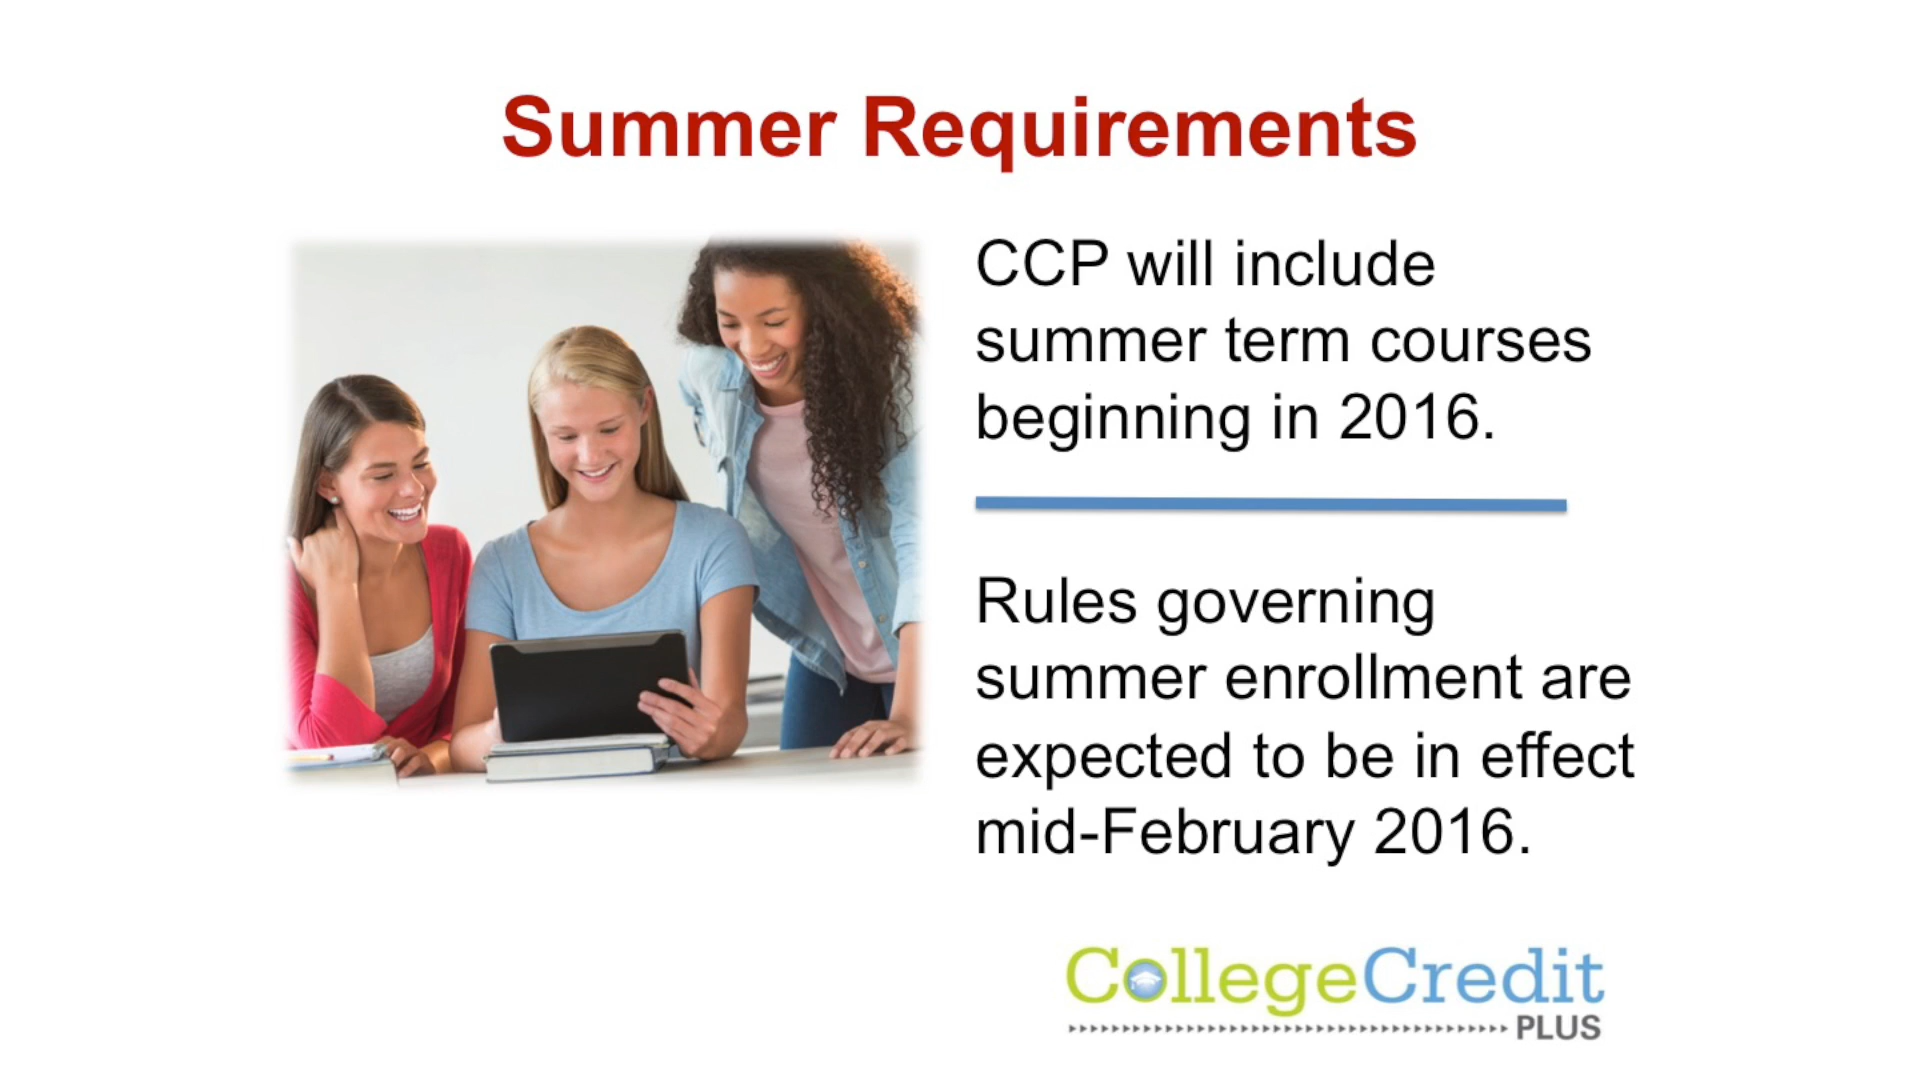 Summer Requirements
CCP will include
summer term courses
beginning in 2016.
Rules governing
summer enrollment are
expected to be in effect
mid-February 2016.
CollegeCredit
PLUS